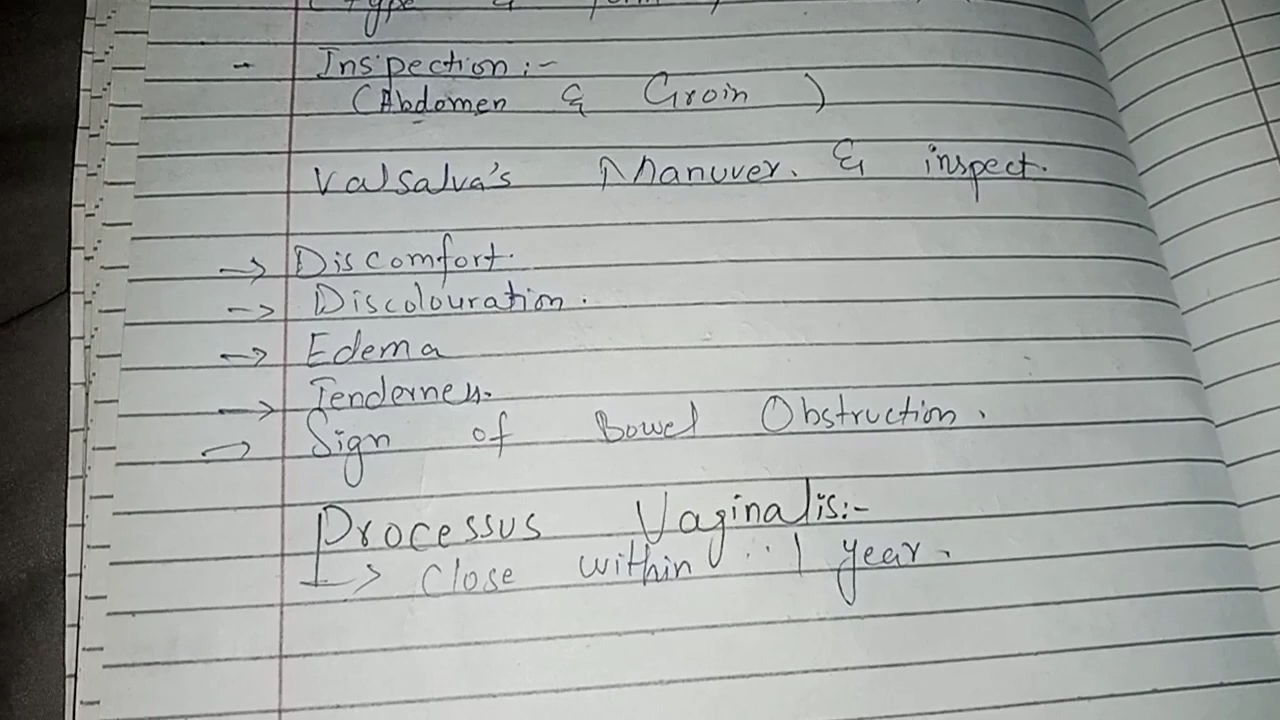 - Inspection :-
(Abdomen & Groin )
Valsalva's Manuver. & inspect.
→ Discomfort.
→ Discolouration.
→ Edema
→ Tenderness.
→ Sign of Bowel Obstruction.
Processus Vaginalis:-
↳ Close within 1 year.